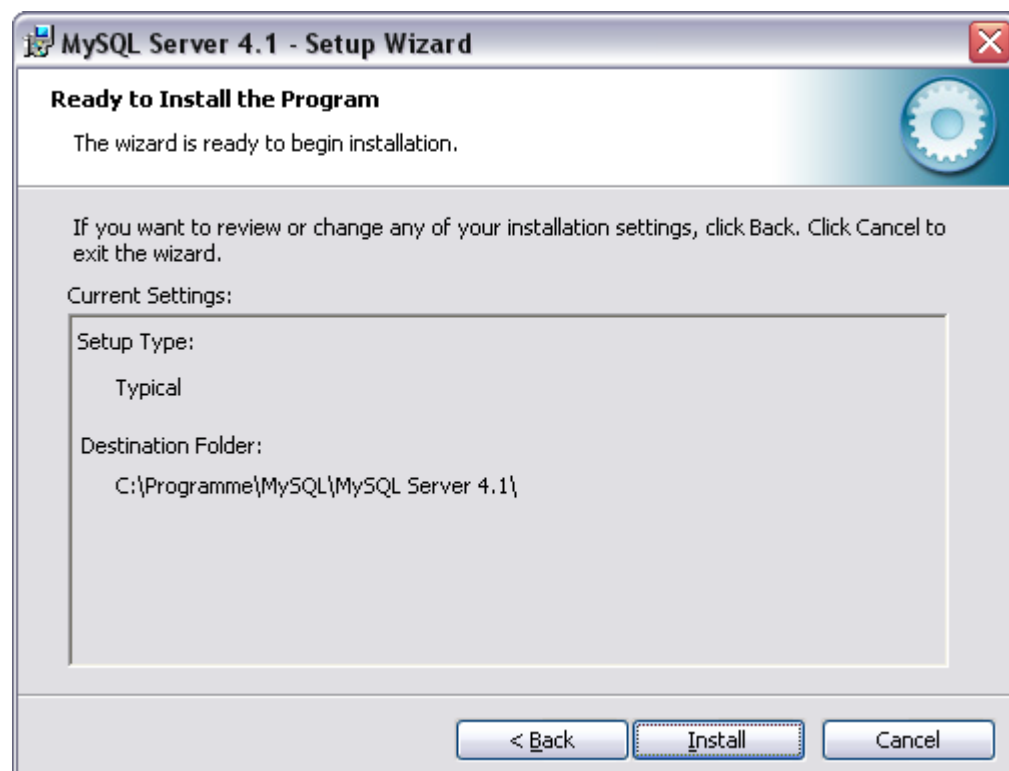 MySQL Server 4.1 - Setup Wizard
Ready to Install the Program
The wizard is ready to begin installation.
If you want to review or change any of your installation settings, click Back. Click Cancel to
exit the wizard.
Current Settings:
Setup Type:
Typical
Destination Folder:
C:\Programme\MySQL\MySQL Server 4.1\
< Back
Install
Cancel